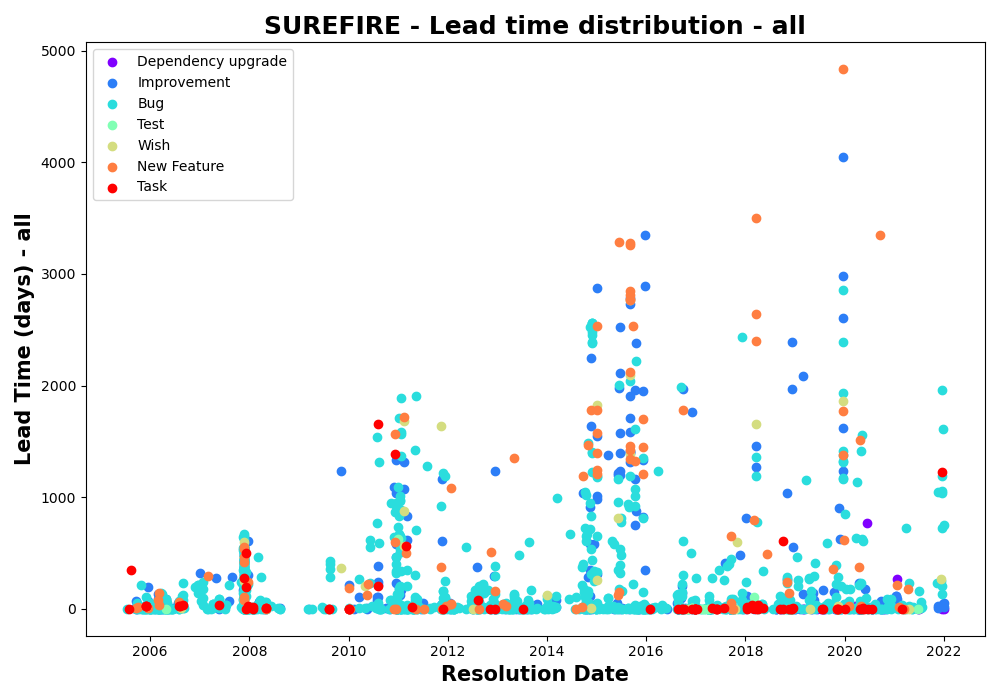 SUREFIRE - Lead time distribution - all
5000
4000
3000
2000
1000
0
Lead Time (days) - all
Dependency upgrade
Improvement
Bug
Test
Wish
New Feature
Task
2006 2008 2010 2012 2014 2016 2018 2020 2022
Resolution Date